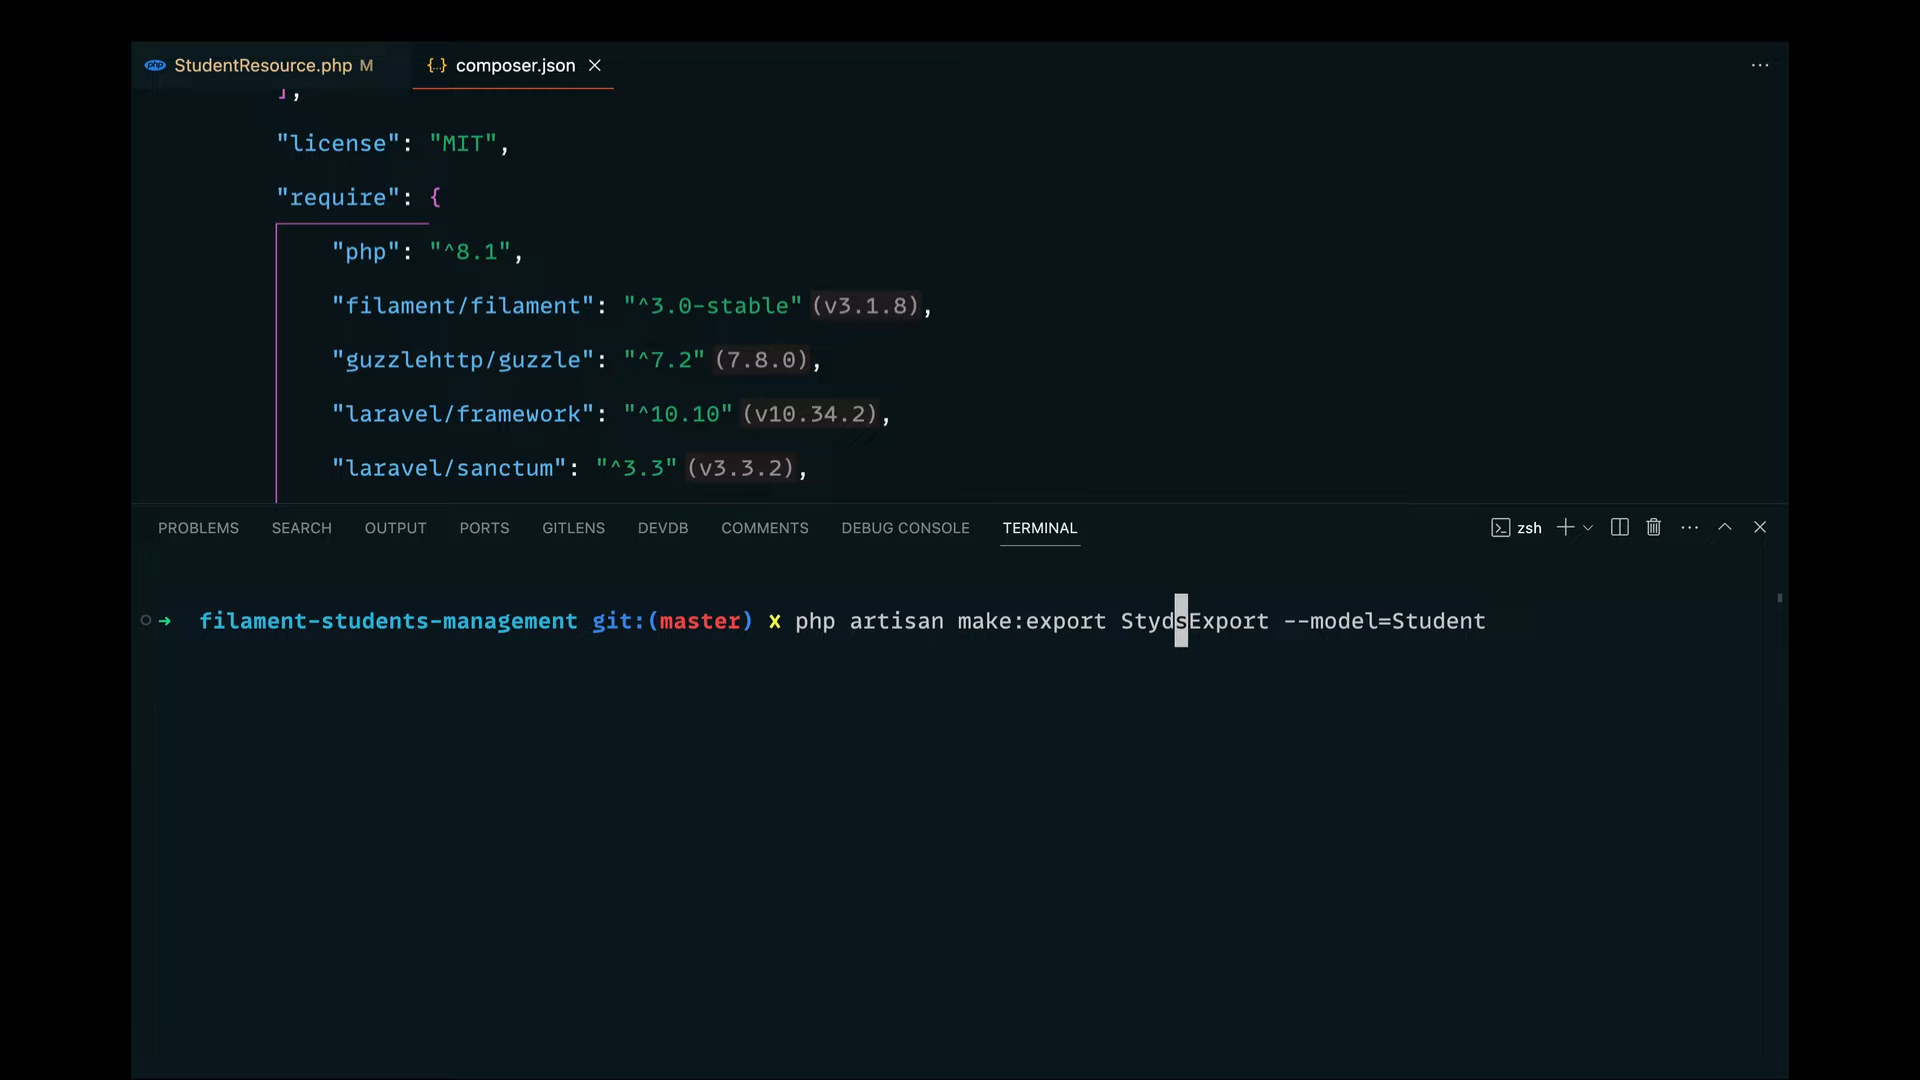 StudentResource.php M
{..} composer.json
],
"license": "MIT",
"require": {
"php": "^8.1",
"filament/filament": "^3.0-stable" (v3.1.8),
"guzzlehttp/guzzle": "^7.2" (7.8.0),
"laravel/framework": "^10.10" (v10.34.2),
"laravel/sanctum": "^3.3" (v3.3.2),
PROBLEMS SEARCH OUTPUT PORTS GITLENS DEVDB COMMENTS DEBUG CONSOLE TERMINAL zsh
filament-students-management git:(master) x php artisan make:export StydsExport --model=Student